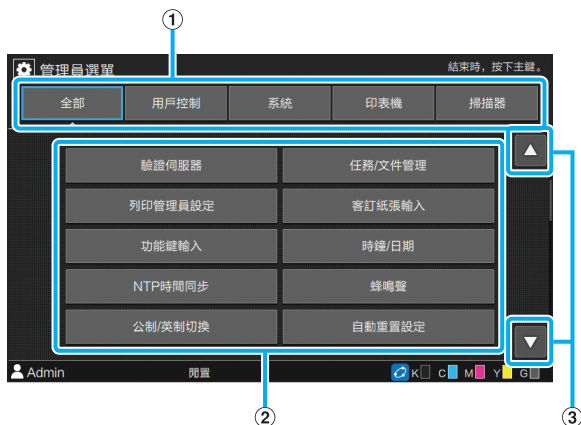 ①
管理員選單 結束時，按下主鍵。
全部 用戶控制 系統 印表機 掃描器
驗證伺服器 任務/文件管理
列印管理員設定 客訂紙張輸入
功能鍵輸入 時鐘/日期
NTP時間同步 蜂鳴聲
公制/英制切換 自動重置設定
Admin 閒置 K C M Y G
② ③